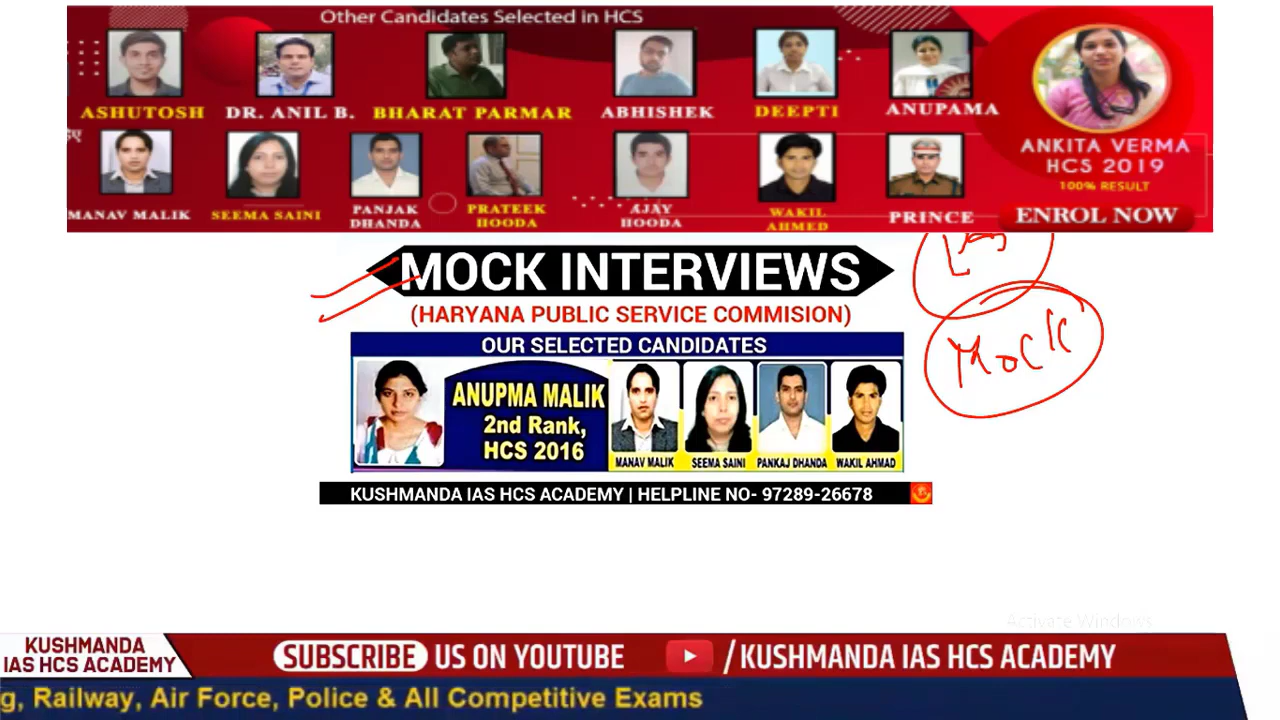 Other Candidates Selected in HCS
ASHUTOSH DR. ANIL B. BHARAT PARMAR ABHISHEK DEEPTI ANUPAMA
MANAV MALIK SEEMA SAINI PANJAK DHANDA PRATEEK HOODA AJAY HOODA WAKIL AHMED PRINCE
ANKITA VERMA
HCS 2019
100% RESULT
ENROL NOW
MOCK INTERVIEWS
(HARYANA PUBLIC SERVICE COMMISION)
MOCK
OUR SELECTED CANDIDATES
ANUPMA MALIK
2nd Rank,
HCS 2016
MANAV MALIK SEEMA SAINI PANKAJ DHANDA WAKIL AHMAD
KUSHMANDA IAS HCS ACADEMY | HELPLINE NO- 97289-26678
Activate Windows
KUSHMANDA
IAS HCS ACADEMY
SUBSCRIBE US ON YOUTUBE /KUSHMANDA IAS HCS ACADEMY
g, Railway, Air Force, Police & All Competitive Exams